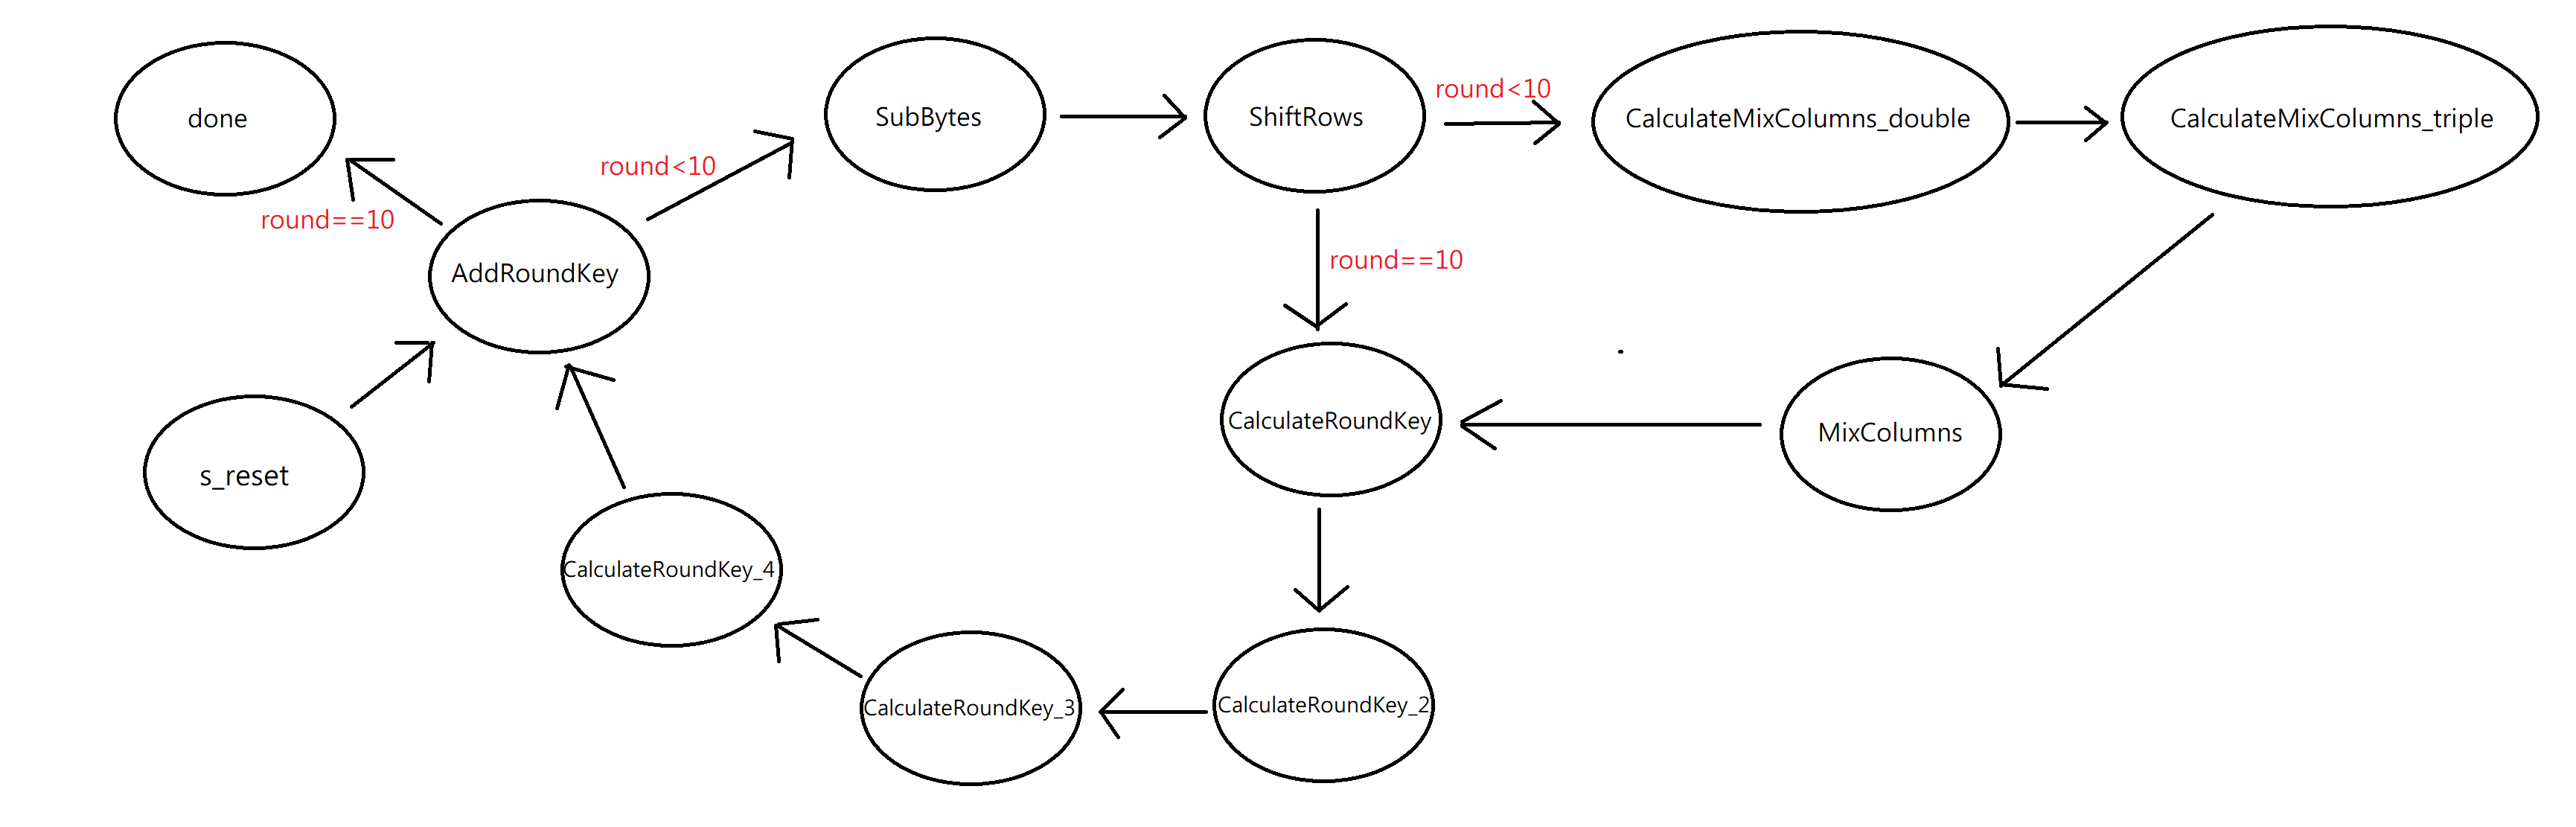 done
SubBytes
ShiftRows
round<10
CalculateMixColumns_double
CalculateMixColumns_triple
round<10
round==10
AddRoundKey
round==10
CalculateRoundKey
MixColumns
s_reset
CalculateRoundKey_4
CalculateRoundKey_3
CalculateRoundKey_2